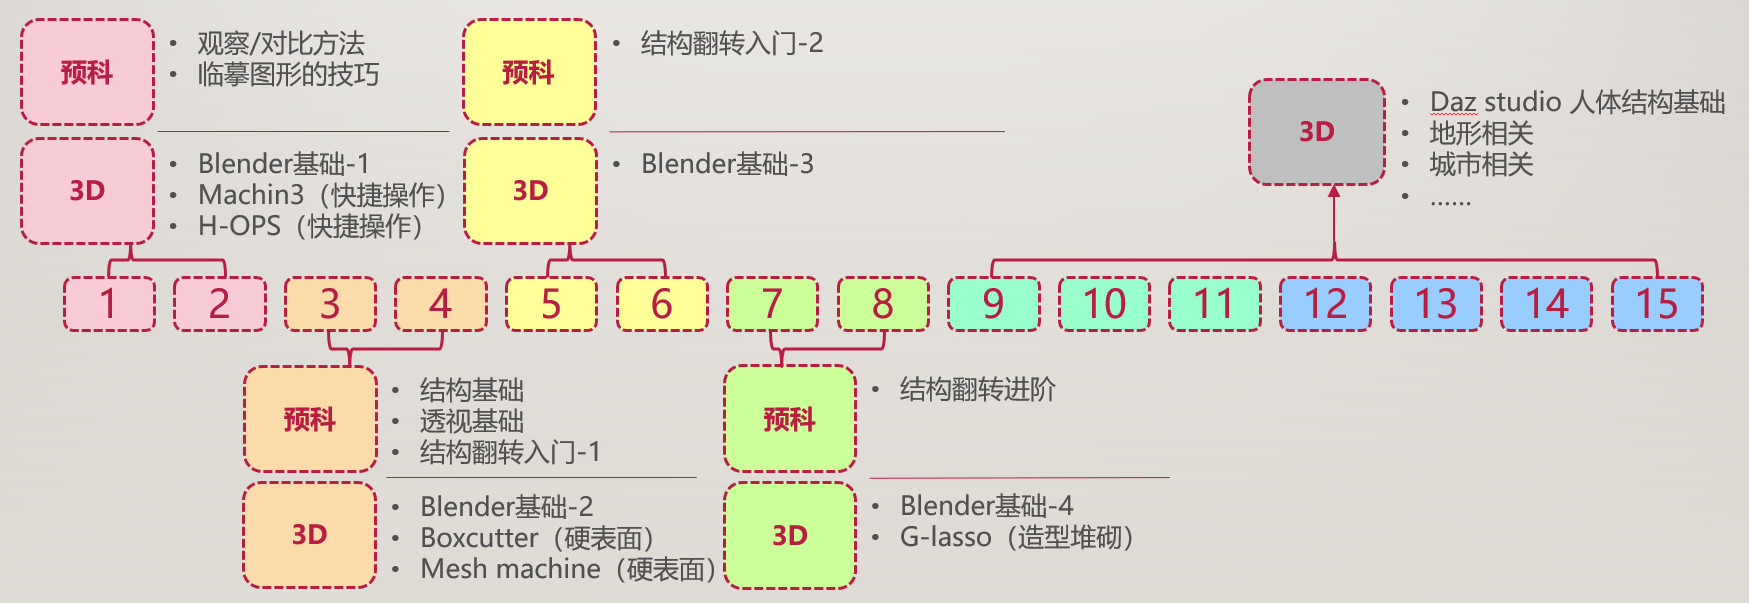 预科
• 观察/对比方法
• 临摹图形的技巧
3D
• Blender基础-1
• Machin3（快捷操作）
• H-OPS（快捷操作）
预科
• 结构翻转入门-2
3D
• Blender基础-3
3D
• Daz studio 人体结构基础
• 地形相关
• 城市相关
• ……
1 2 3 4 5 6 7 8 9 10 11 12 13 14 15
预科
• 结构基础
• 透视基础
• 结构翻转入门-1
3D
• Blender基础-2
• Boxcutter（硬表面）
• Mesh machine（硬表面）
预科
• 结构翻转进阶
3D
• Blender基础-4
• G-lasso（造型堆砌）